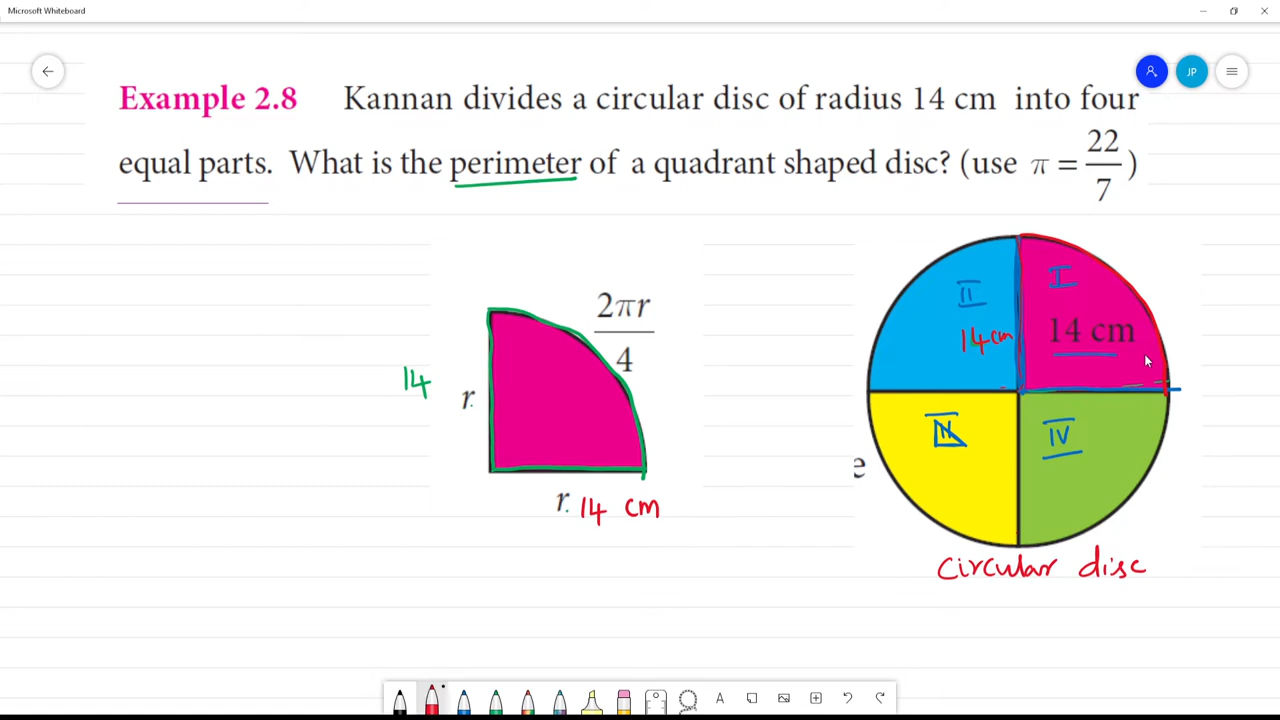 Microsoft Whiteboard
JP
Example 2.8 Kannan divides a circular disc of radius 14 cm into four
equal parts. What is the perimeter of a quadrant shaped disc? (use π = 22/7)
2πr/4
14
r
r 14 cm
I
II
14 cm
14 cm
IV
e
circular disc
A